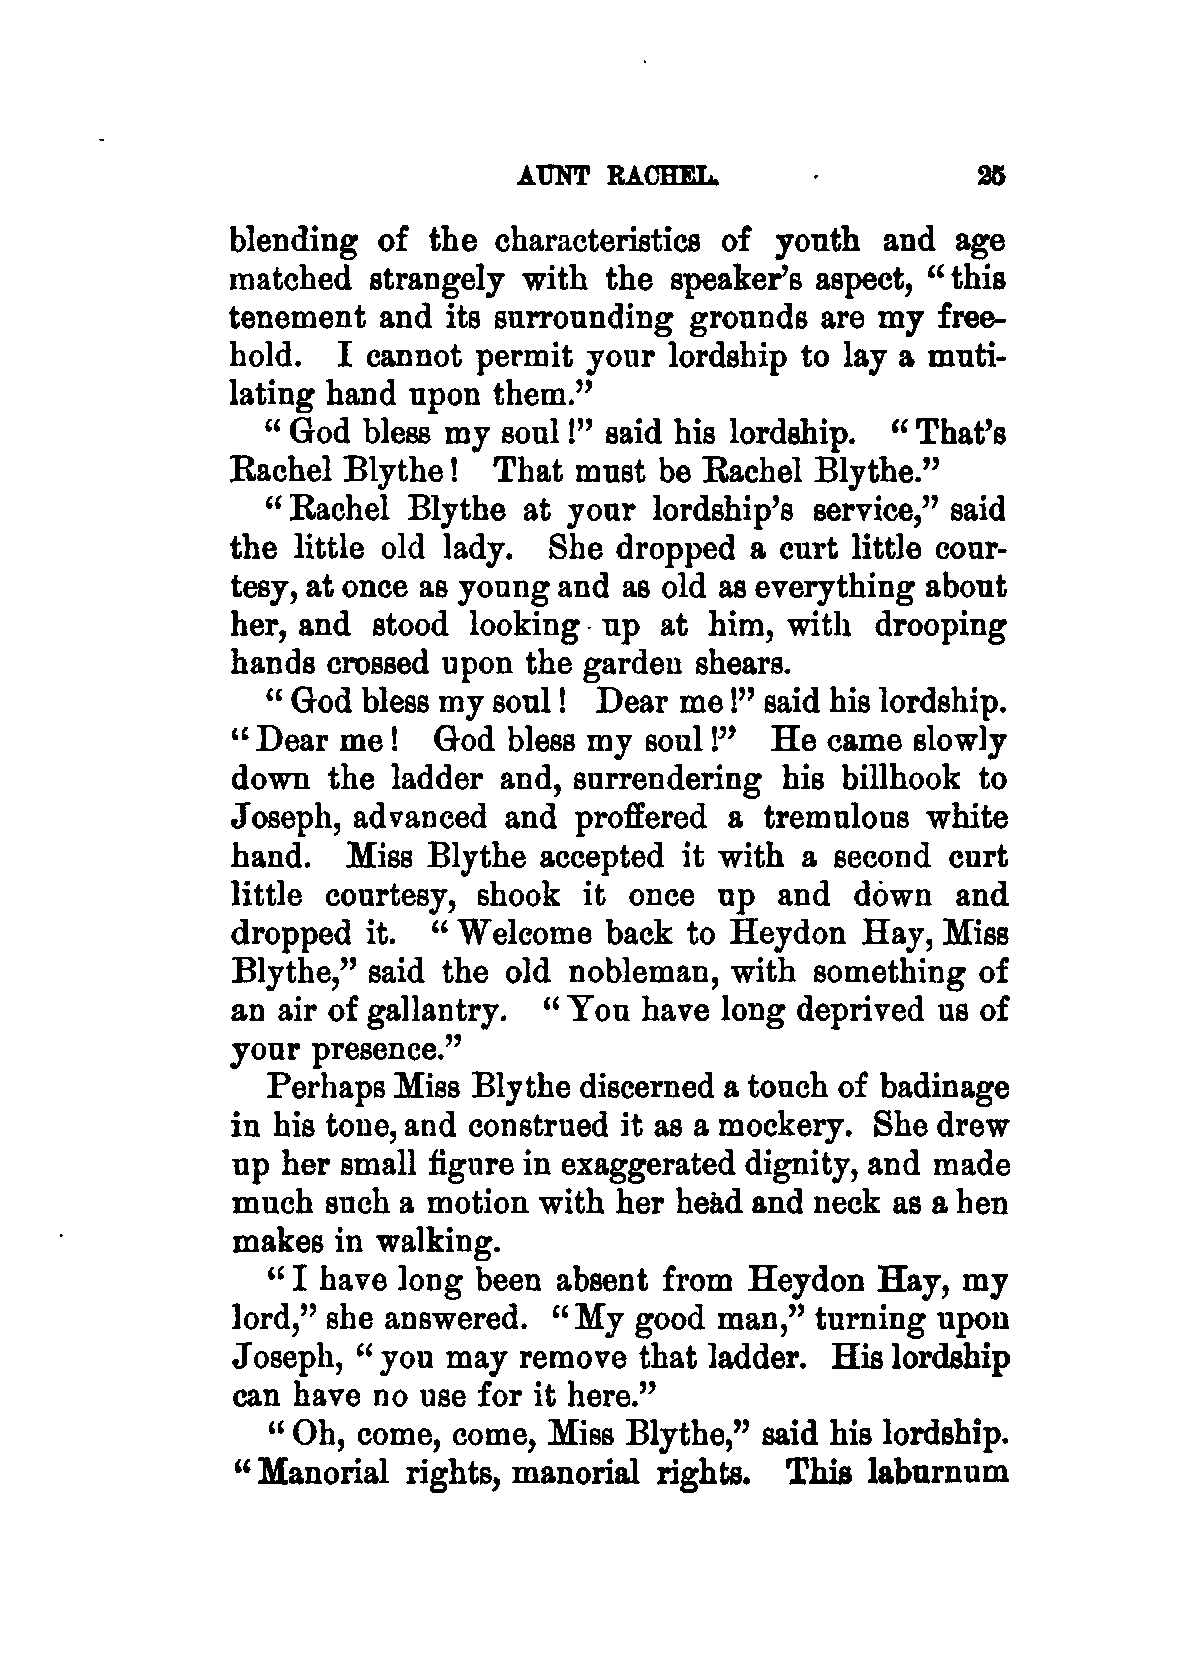 AUNT RACHEL. 25
blending of the characteristics of youth and age
matched strangely with the speaker's aspect, "this
tenement and its surrounding grounds are my free-
hold. I cannot permit your lordship to lay a muti-
lating hand upon them."
"God bless my soul!" said his lordship. "That's
Rachel Blythe! That must be Rachel Blythe."
"Rachel Blythe at your lordship's service," said
the little old lady. She dropped a curt little cour-
tesy, at once as young and as old as everything about
her, and stood looking up at him, with drooping
hands crossed upon the garden shears.
"God bless my soul! Dear me!" said his lordship.
"Dear me! God bless my soul!" He came slowly
down the ladder and, surrendering his billhook to
Joseph, advanced and proffered a tremulous white
hand. Miss Blythe accepted it with a second curt
little courtesy, shook it once up and down and
dropped it. "Welcome back to Heydon Hay, Miss
Blythe," said the old nobleman, with something of
an air of gallantry. "You have long deprived us of
your presence."
Perhaps Miss Blythe discerned a touch of badinage
in his tone, and construed it as a mockery. She drew
up her small figure in exaggerated dignity, and made
much such a motion with her head and neck as a hen
makes in walking.
"I have long been absent from Heydon Hay, my
lord," she answered. "My good man," turning upon
Joseph, "you may remove that ladder. His lordship
can have no use for it here."
"Oh, come, come, Miss Blythe," said his lordship.
"Manorial rights, manorial rights. This laburnum